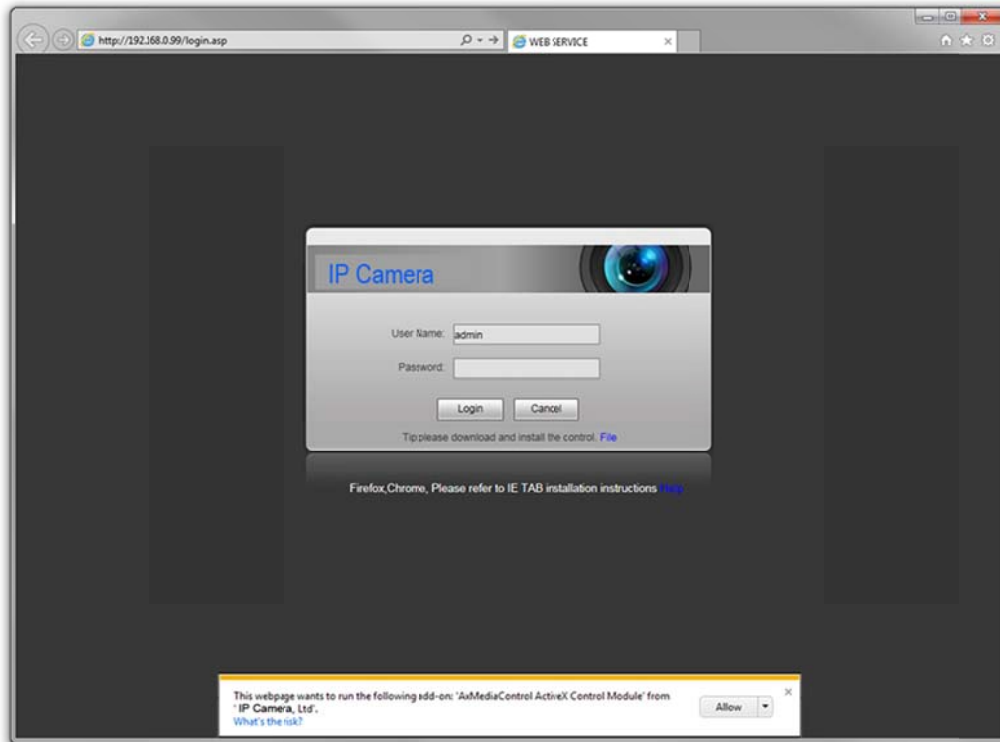 http://192.168.0.99/login.asp
WEB SERVICE
IP Camera
User Name: admin
Password:
Login Cancel
Tip:please download and install the control. File
Firefox,Chrome, Please refer to IE TAB installation instructions Help
This webpage wants to run the following add-on: 'AxMediaControl ActiveX Control Module' from
' IP Camera, Ltd'.
What's the risk?
Allow